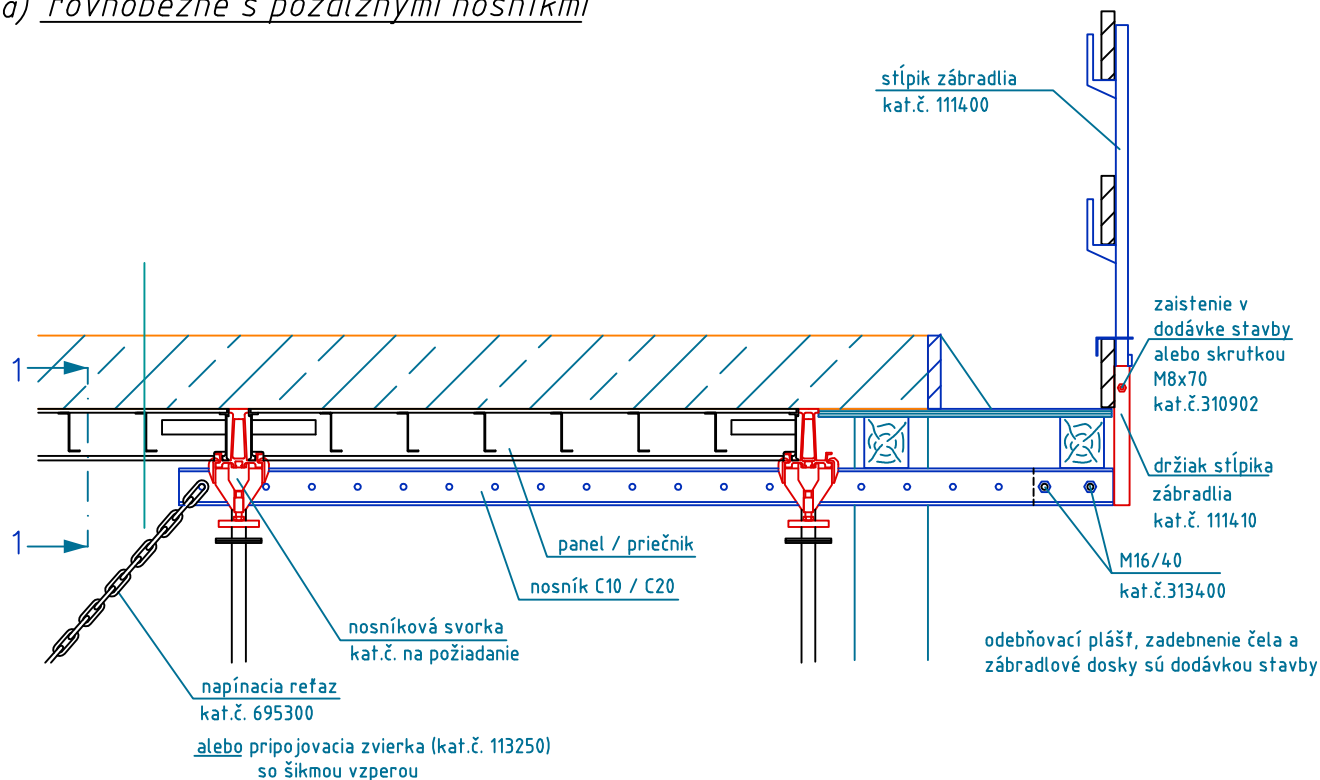 a) rovnobežne s pozdĺžnymi nosníkmi
stĺpik zábradlia
kat.č. 111400
zaistenie v
dodávke stavby
alebo skrutkou
M8x70
kat.č.310902
1
držiak stĺpika
zábradlia
kat.č. 111410
1
panel / priečnik
M16/40
kat.č.313400
nosník C10 / C20
nosníková svorka
kat.č. na požiadanie
odebňovací plášť, zadebnenie čela a
zábradlové dosky sú dodávkou stavby
napínacia reťaz
kat.č. 695300
alebo pripojovacia zvierka (kat.č. 113250)
so šikmou vzperou